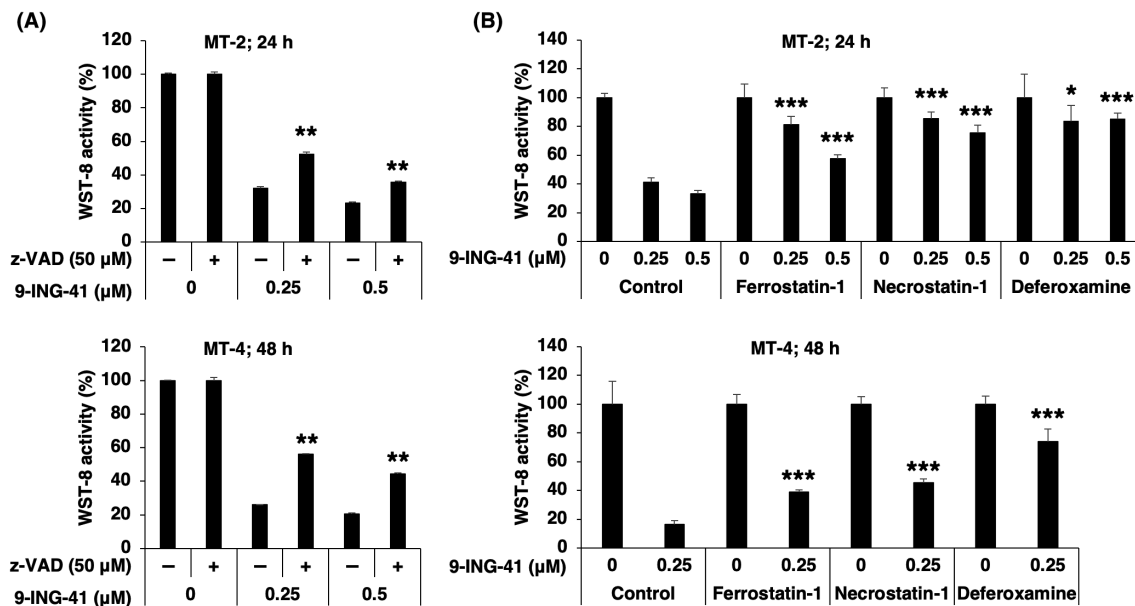 (A)
MT-2; 24 h
WST-8 activity (%)
120
100
80
60
40
20
0
** **
z-VAD (50 µM) – + – + – +
9-ING-41 (µM) 0 0.25 0.5
MT-4; 48 h
WST-8 activity (%)
120
100
80
60
40
20
0
** **
z-VAD (50 µM) – + – + – +
9-ING-41 (µM) 0 0.25 0.5
(B)
MT-2; 24 h
WST-8 activity (%)
140
120
100
80
60
40
20
0
*** *** *** *** * ***
9-ING-41 (µM) 0 0.25 0.5 0 0.25 0.5 0 0.25 0.5 0 0.25 0.5
Control Ferrostatin-1 Necrostatin-1 Deferoxamine
MT-4; 48 h
WST-8 activity (%)
140
120
100
80
60
40
20
0
*** *** ***
9-ING-41 (µM) 0 0.25 0 0.25 0 0.25 0 0.25
Control Ferrostatin-1 Necrostatin-1 Deferoxamine